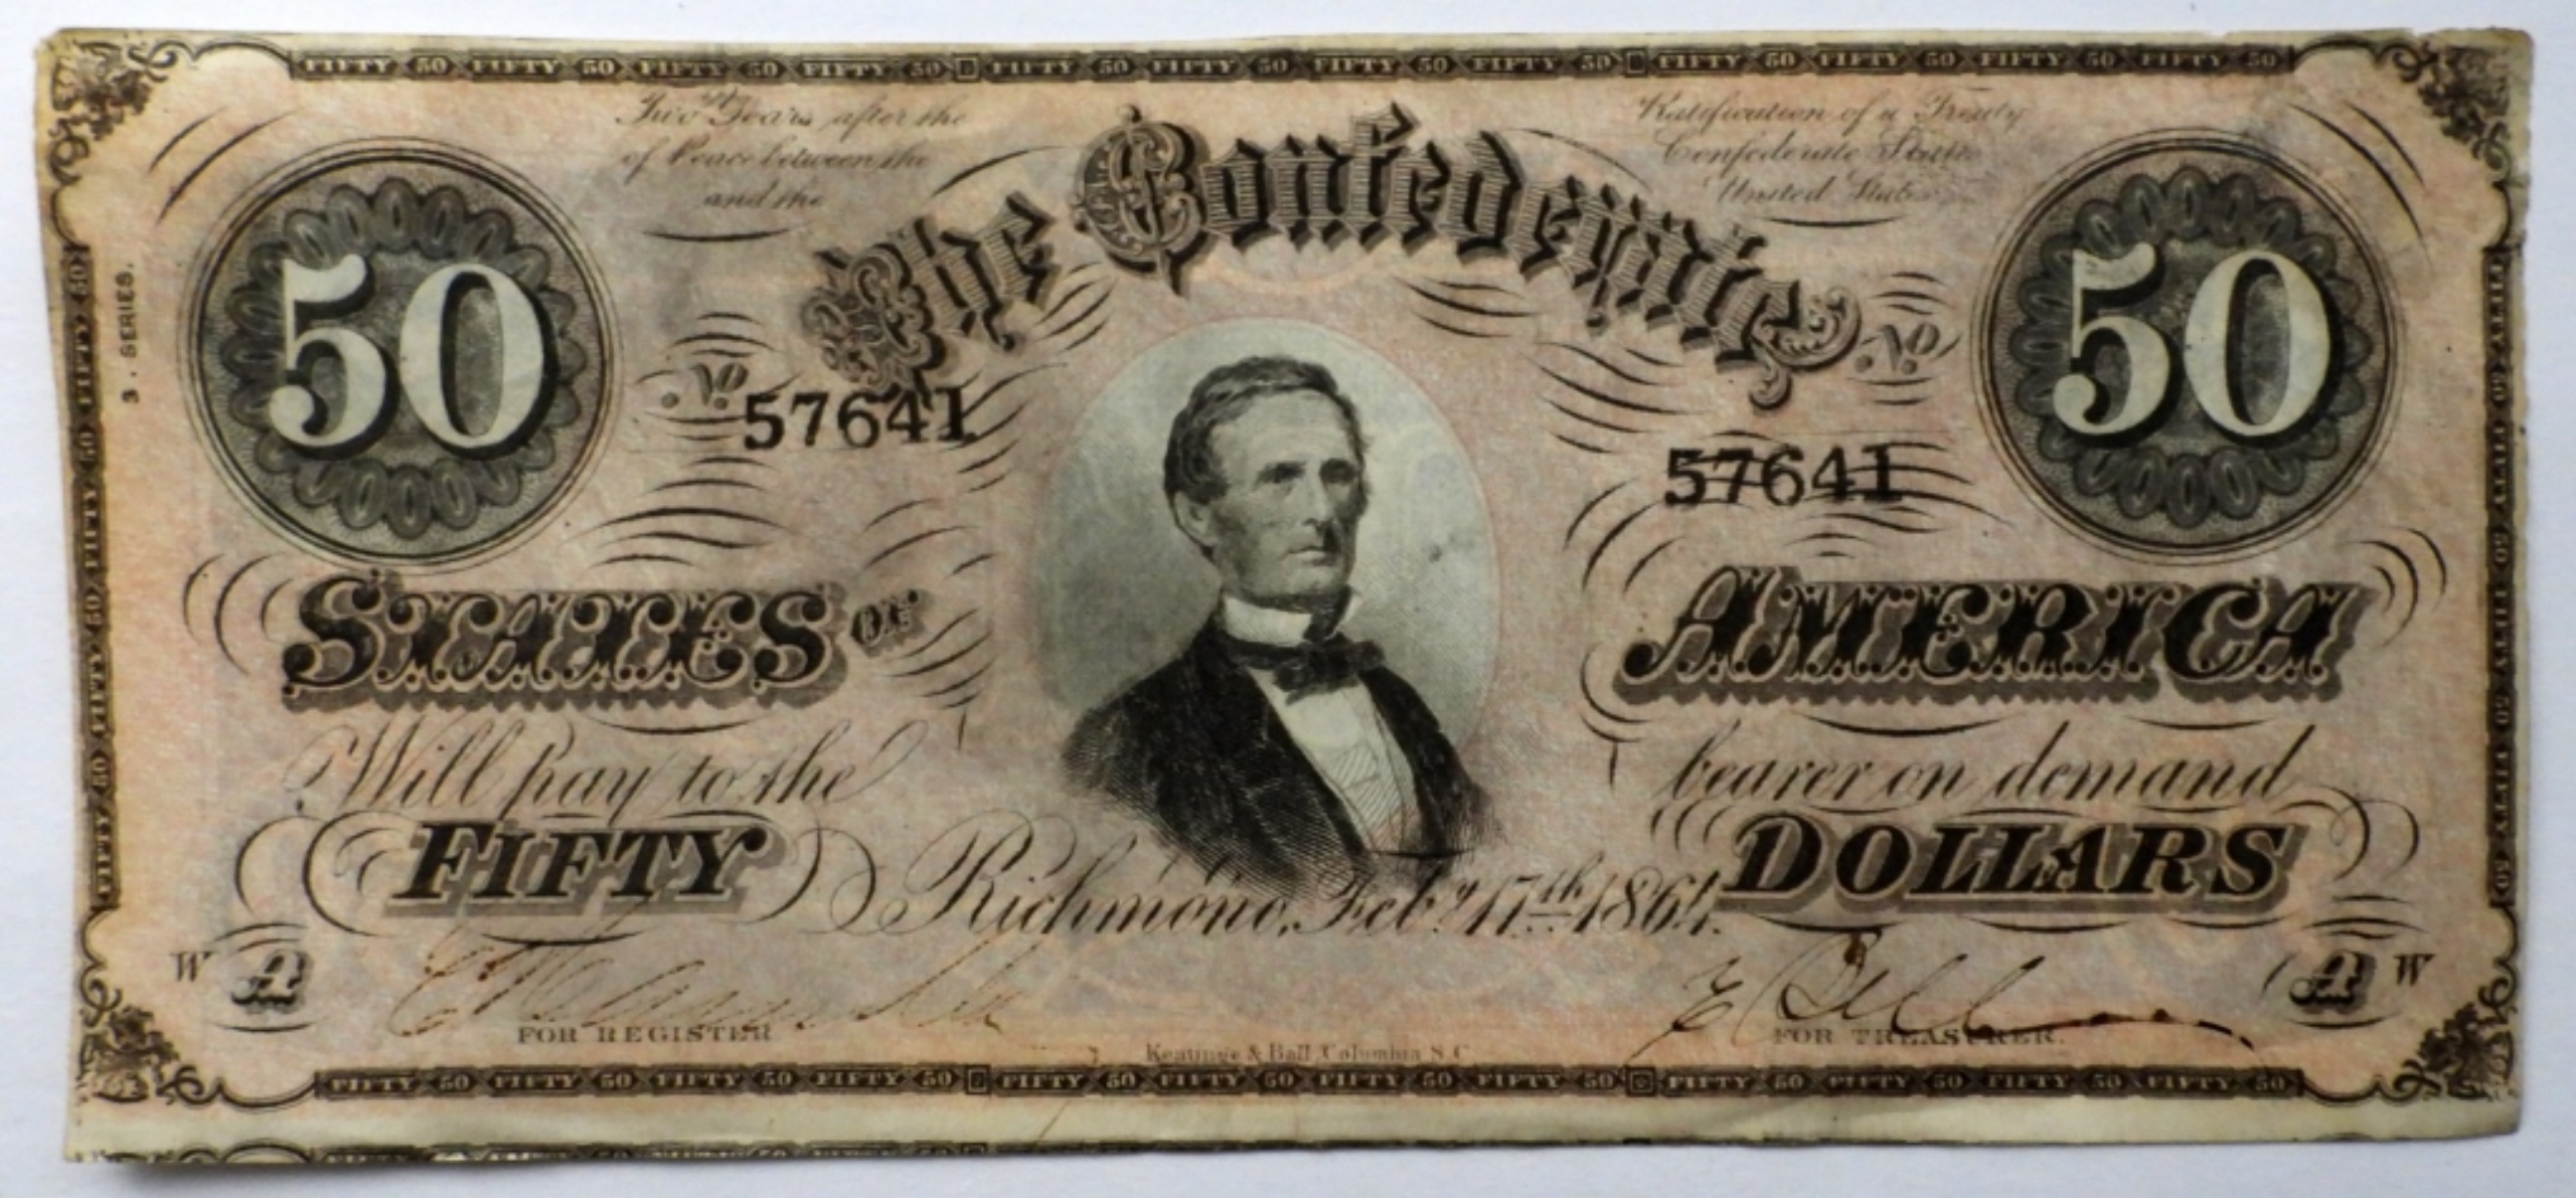 FIFTY 50 FIFTY 50 FIFTY 50 FIFTY 50 FIFTY 50 FIFTY 50 FIFTY 50 FIFTY 50 FIFTY 50 FIFTY 50 FIFTY 50 FIFTY 50
Two Years after the Ratification of a Treaty
of Peace between the Confederate States
and the United States
The Confederate
50 50
3. SERIES.
No. 57641 No. 57641
STATES OF AMERICA
Will pay to the bearer on demand
FIFTY DOLLARS
Richmond, Feby. 17th 1864.
W A A W
E Bell
FOR REGISTER FOR TREASURER.
Keatinge & Ball, Columbia S.C.
FIFTY 50 FIFTY 50 FIFTY 50 FIFTY 50 FIFTY 50 FIFTY 50 FIFTY 50 FIFTY 50 FIFTY 50 FIFTY 50 FIFTY 50 FIFTY 50